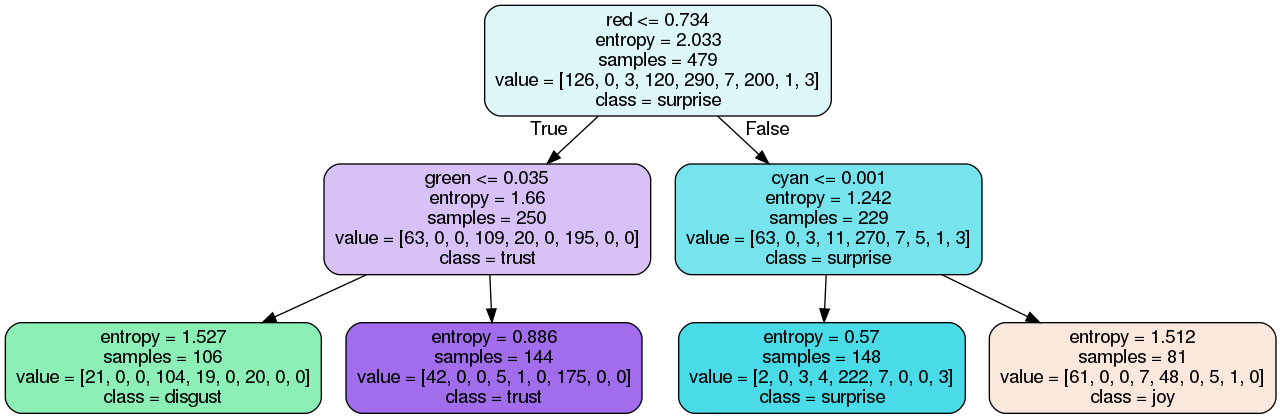 red <= 0.734
entropy = 2.033
samples = 479
value = [126, 0, 3, 120, 290, 7, 200, 1, 3]
class = surprise
True
False
green <= 0.035
entropy = 1.66
samples = 250
value = [63, 0, 0, 109, 20, 0, 195, 0, 0]
class = trust
cyan <= 0.001
entropy = 1.242
samples = 229
value = [63, 0, 3, 11, 270, 7, 5, 1, 3]
class = surprise
entropy = 1.527
samples = 106
value = [21, 0, 0, 104, 19, 0, 20, 0, 0]
class = disgust
entropy = 0.886
samples = 144
value = [42, 0, 0, 5, 1, 0, 175, 0, 0]
class = trust
entropy = 0.57
samples = 148
value = [2, 0, 3, 4, 222, 7, 0, 0, 3]
class = surprise
entropy = 1.512
samples = 81
value = [61, 0, 0, 7, 48, 0, 5, 1, 0]
class = joy